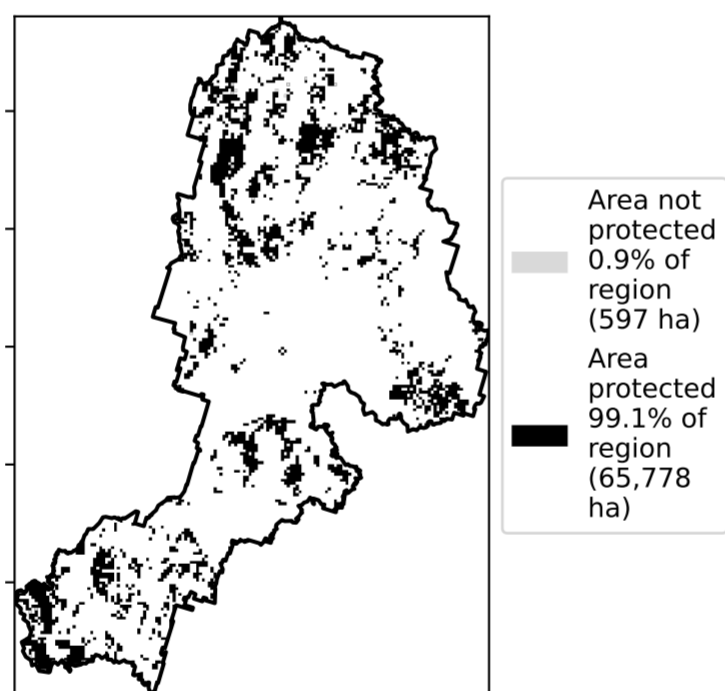 Area not
protected
0.9% of
region
(597 ha)
Area
protected
99.1% of
region
(65,778
ha)